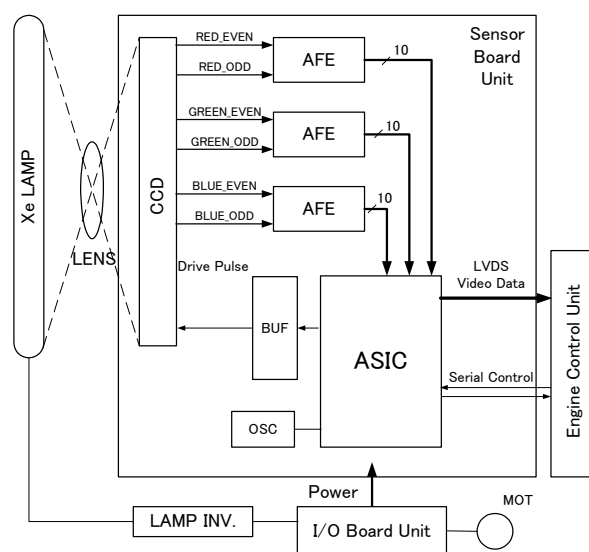 RED_EVEN
RED_ODD
AFE
10
Sensor
Board
Unit
GREEN_EVEN
GREEN_ODD
AFE
10
BLUE_EVEN
BLUE_ODD
AFE
10
Xe LAMP
LENS
CCD
Drive Pulse
BUF
ASIC
LVDS
Video Data
Serial Control
Engine Control Unit
OSC
Power
MOT
LAMP INV.
I/O Board Unit